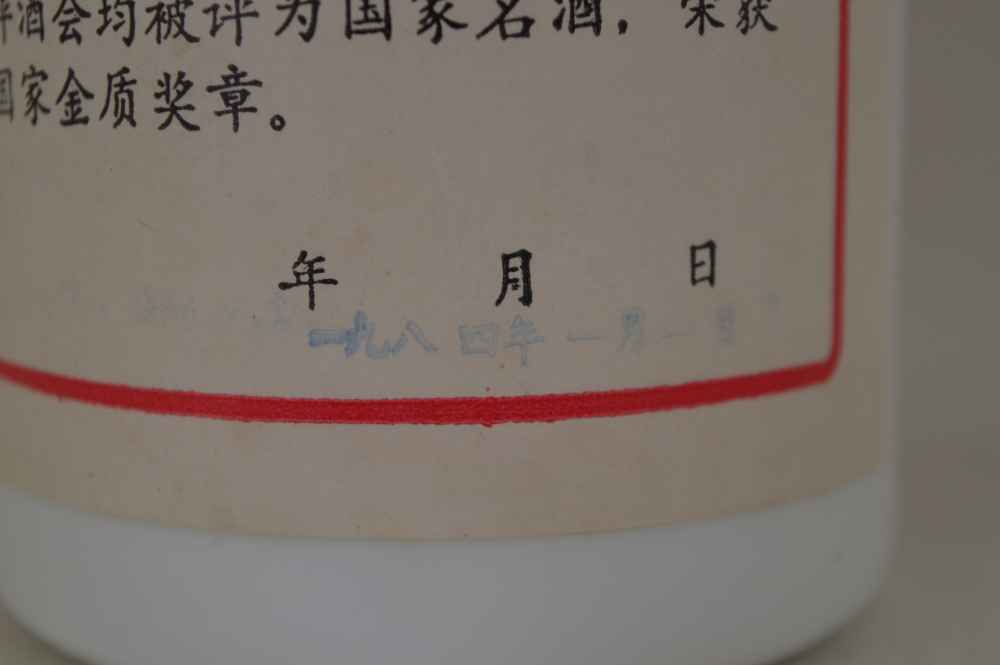 评酒会均被评为国家名酒，荣获
国家金质奖章。
年 月 日
一九八四年一月一日